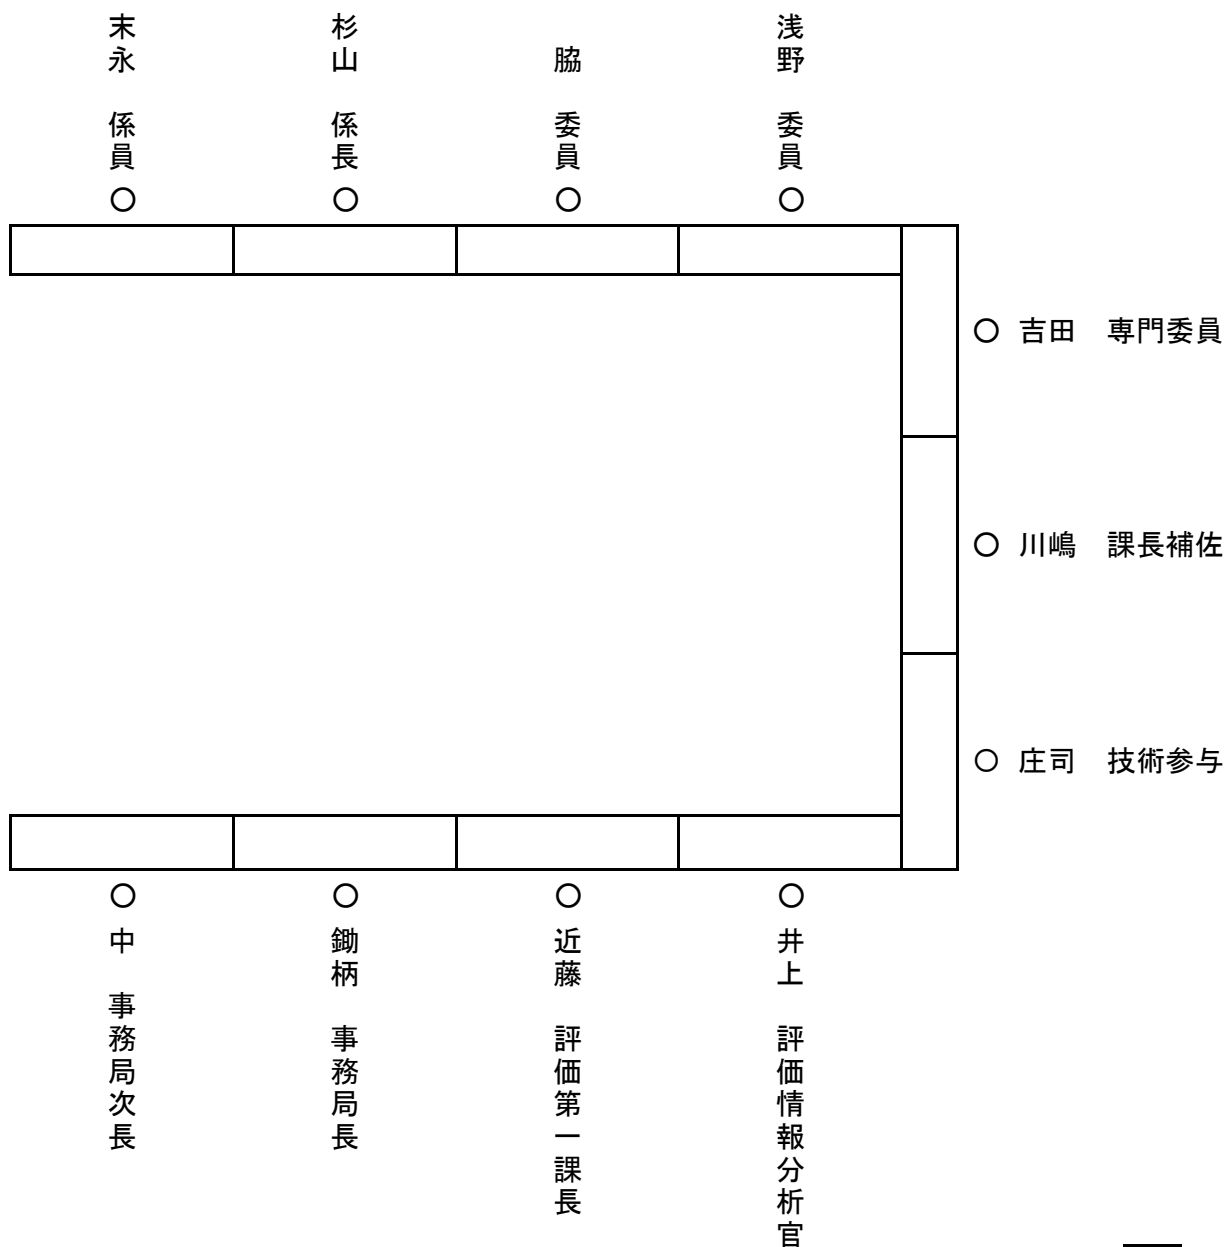 末永　係員
杉山　係長
脇　委員
浅野　委員
吉田　専門委員
川嶋　課長補佐
庄司　技術参与
中　事務局次長
鋤柄　事務局長
近藤　評価第一課長
井上　評価情報分析官